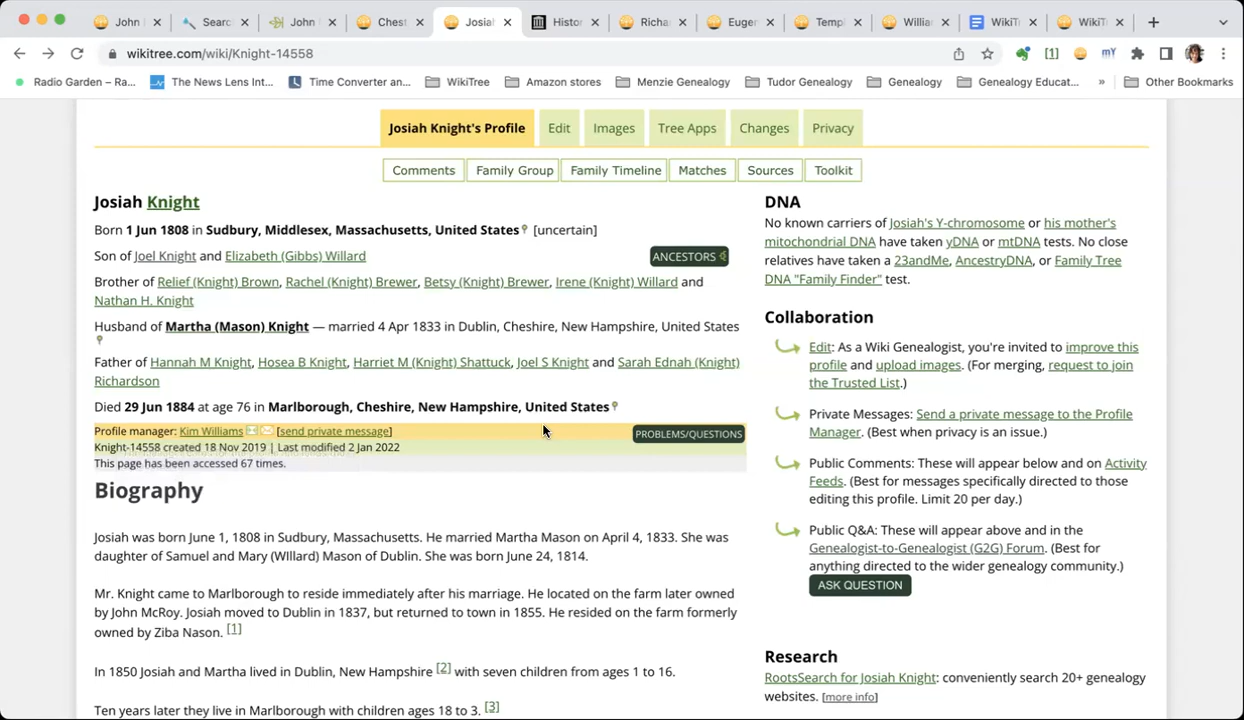 John
Search
John
Chest
Josiah
Histor
Richa
Eugen
Templ
Willian
WikiT
WikiT
wikitree.com/wiki/Knight-14558
[1]
mY
Radio Garden – Ra...
The News Lens Int...
Time Converter an...
WikiTree
Amazon stores
Menzie Genealogy
Tudor Genealogy
Genealogy
Genealogy Educat...
»
Other Bookmarks
Josiah Knight's Profile
Edit
Images
Tree Apps
Changes
Privacy
Comments
Family Group
Family Timeline
Matches
Sources
Toolkit
Josiah Knight
Born 1 Jun 1808 in Sudbury, Middlesex, Massachusetts, United States [uncertain]
Son of Joel Knight and Elizabeth (Gibbs) Willard
ANCESTORS
Brother of Relief (Knight) Brown, Rachel (Knight) Brewer, Betsy (Knight) Brewer, Irene (Knight) Willard and
Nathan H. Knight
Husband of Martha (Mason) Knight — married 4 Apr 1833 in Dublin, Cheshire, New Hampshire, United States
Father of Hannah M Knight, Hosea B Knight, Harriet M (Knight) Shattuck, Joel S Knight and Sarah Ednah (Knight)
Richardson
Died 29 Jun 1884 at age 76 in Marlborough, Cheshire, New Hampshire, United States
Profile manager: Kim Williams [send private message]
PROBLEMS/QUESTIONS
Knight-14558 created 18 Nov 2019 | Last modified 2 Jan 2022
This page has been accessed 67 times.
Biography
Josiah was born June 1, 1808 in Sudbury, Massachusetts. He married Martha Mason on April 4, 1833. She was
daughter of Samuel and Mary (WIllard) Mason of Dublin. She was born June 24, 1814.
Mr. Knight came to Marlborough to reside immediately after his marriage. He located on the farm later owned
by John McRoy. Josiah moved to Dublin in 1837, but returned to town in 1855. He resided on the farm formerly
owned by Ziba Nason. [1]
In 1850 Josiah and Martha lived in Dublin, New Hampshire [2] with seven children from ages 1 to 16.
Ten years later they live in Marlborough with children ages 18 to 3. [3]
DNA
No known carriers of Josiah's Y-chromosome or his mother's
mitochondrial DNA have taken yDNA or mtDNA tests. No close
relatives have taken a 23andMe, AncestryDNA, or Family Tree
DNA "Family Finder" test.
Collaboration
Edit: As a Wiki Genealogist, you're invited to improve this
profile and upload images. (For merging, request to join
the Trusted List.)
Private Messages: Send a private message to the Profile
Manager. (Best when privacy is an issue.)
Public Comments: These will appear below and on Activity
Feeds. (Best for messages specifically directed to those
editing this profile. Limit 20 per day.)
Public Q&A: These will appear above and in the
Genealogist-to-Genealogist (G2G) Forum. (Best for
anything directed to the wider genealogy community.)
ASK QUESTION
Research
RootsSearch for Josiah Knight: conveniently search 20+ genealogy
websites. [more info]